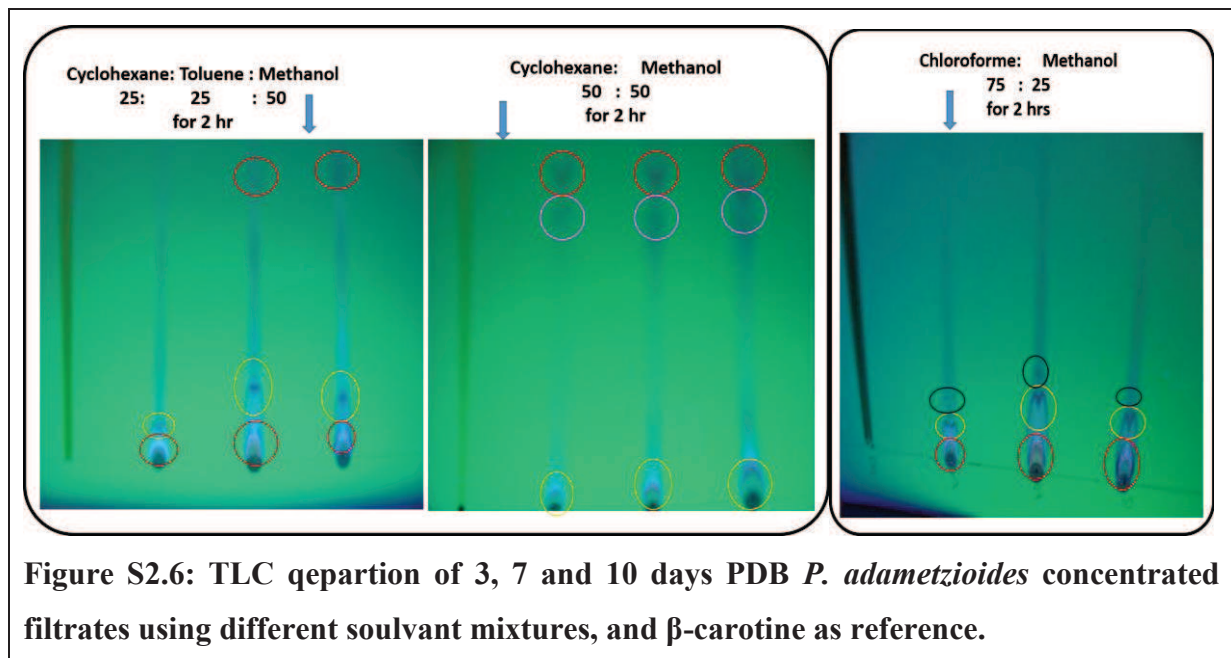 Cyclohexane: Toluene : Methanol
25: 25 : 50
for 2 hr
Cyclohexane: Methanol
50 : 50
for 2 hr
Chloroforme: Methanol
75 : 25
for 2 hrs
Figure S2.6: TLC qepartion of 3, 7 and 10 days PDB P. adametzioides concentrated
filtrates using different soulvant mixtures, and β-carotine as reference.